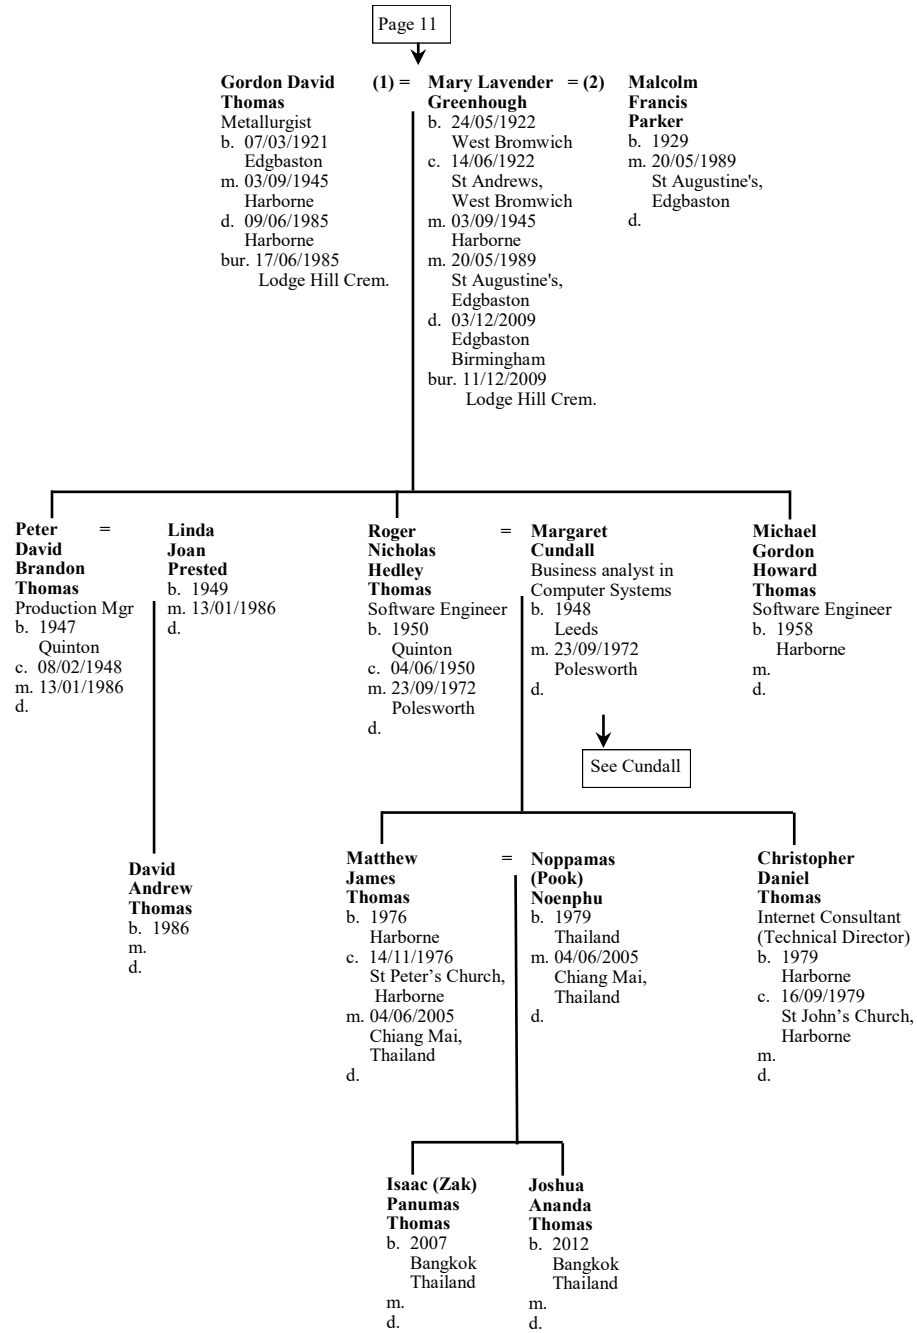 Page 11
Gordon David
Thomas
Metallurgist
b. 07/03/1921
Edgbaston
m. 03/09/1945
Harborne
d. 09/06/1985
Harborne
bur. 17/06/1985
Lodge Hill Crem.
(1) =
Mary Lavender
Greenhough
b. 24/05/1922
West Bromwich
c. 14/06/1922
St Andrews,
West Bromwich
m. 03/09/1945
Harborne
m. 20/05/1989
St Augustine's,
Edgbaston
d. 03/12/2009
Edgbaston
Birmingham
bur. 11/12/2009
Lodge Hill Crem.
= (2)
Malcolm
Francis
Parker
b. 1929
m. 20/05/1989
St Augustine's,
Edgbaston
d.
Peter
David
Brandon
Thomas
Production Mgr
b. 1947
Quinton
c. 08/02/1948
m. 13/01/1986
d.
=
Linda
Joan
Prested
b. 1949
m. 13/01/1986
d.
Roger
Nicholas
Hedley
Thomas
Software Engineer
b. 1950
Quinton
c. 04/06/1950
m. 23/09/1972
Polesworth
d.
=
Margaret
Cundall
Business analyst in
Computer Systems
b. 1948
Leeds
m. 23/09/1972
Polesworth
d.
See Cundall
Michael
Gordon
Howard
Thomas
Software Engineer
b. 1958
Harborne
m.
d.
David
Andrew
Thomas
b. 1986
m.
d.
Matthew
James
Thomas
b. 1976
Harborne
c. 14/11/1976
St Peter’s Church,
Harborne
m. 04/06/2005
Chiang Mai,
Thailand
d.
=
Noppamas
(Pook)
Noenphu
b. 1979
Thailand
m. 04/06/2005
Chiang Mai,
Thailand
d.
Christopher
Daniel
Thomas
Internet Consultant
(Technical Director)
b. 1979
Harborne
c. 16/09/1979
St John’s Church,
Harborne
m.
d.
Isaac (Zak)
Panumas
Thomas
b. 2007
Bangkok
Thailand
m.
d.
Joshua
Ananda
Thomas
b. 2012
Bangkok
Thailand
m.
d.